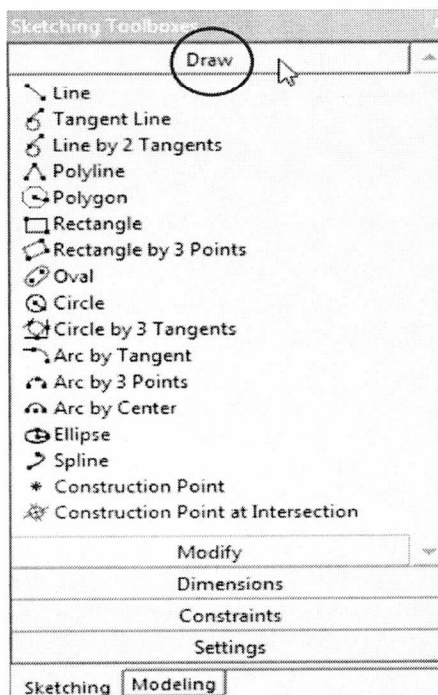 Sketching Toolboxes
Draw
Line
Tangent Line
Line by 2 Tangents
Polyline
Polygon
Rectangle
Rectangle by 3 Points
Oval
Circle
Circle by 3 Tangents
Arc by Tangent
Arc by 3 Points
Arc by Center
Ellipse
Spline
Construction Point
Construction Point at Intersection
Modify
Dimensions
Constraints
Settings
Sketching Modeling